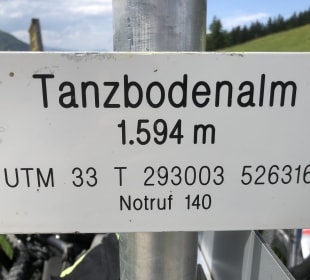 Tanzbodenalm
1.594 m
UTM 33 T 293003 526316
Notruf 140